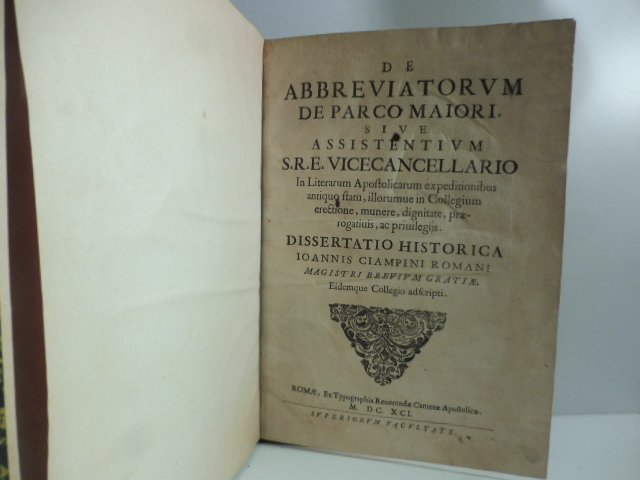 DE
ABBREVIATORVM
DE PARCO MAIORI,
SIVE
ASSISTENTIVM
S.R.E. VICECANCELLARIO
In Literarum Apostolicarum expeditionibus
antiquo statu, illorumue in Collegium
erectione, munere, dignitate, præ-
rogatiuis, ac priuilegiis.
DISSERTATIO HISTORICA
IOANNIS CIAMPINI ROMANI
MAGISTRI BREVIVM GRATIÆ,
Eidemque Collegio adscripti.
ROMÆ, Ex Typographia Reuerendæ Cameræ Apostolicæ.
M. DC. XCI.
SVPERIORVM FACVLTATE.